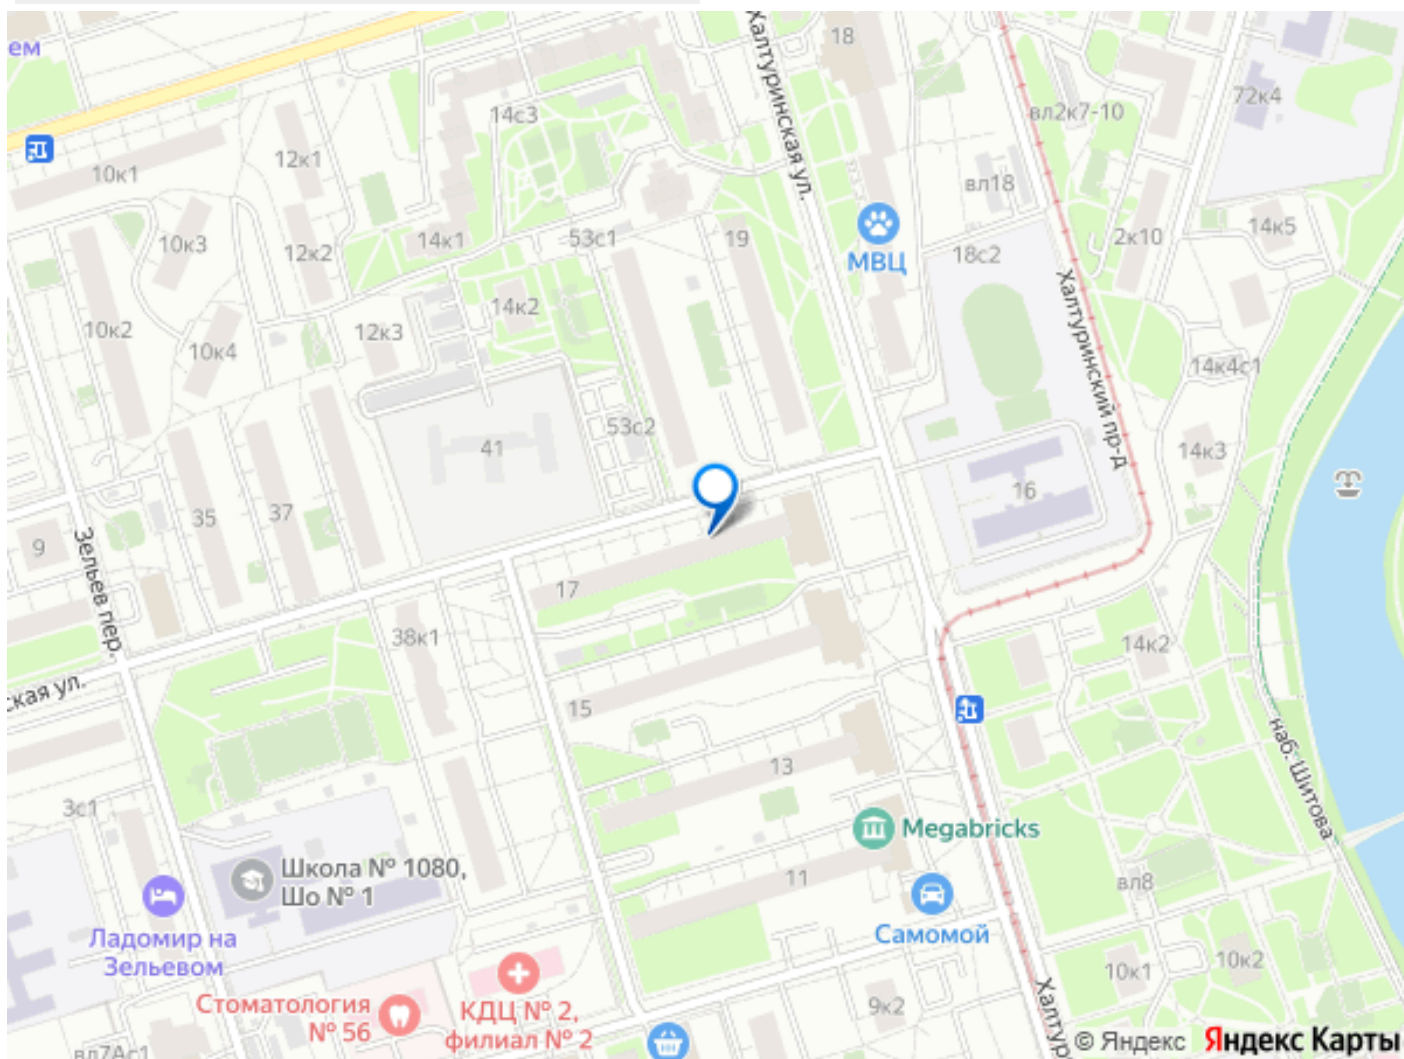 ем
Халтуринская ул.
18
вл2к7-10
72к4
14с3
12к1
10к1
вл18
10к3
12к2
14к1
53с1
19
МВЦ
18с2
2к10
14к5
Халтуринский пр-д
10к2
10к4
12к3
14к2
14к4с1
53с2
41
14к3
35
37
16
9
Зельев пер.
17
38к1
14к2
ская ул.
15
наб. Шитова
13
3с1
Megabricks
Школа № 1080,
Шо № 1
11
вл8
Ладомир на
Зельевом
Самомой
10к1
10к2
Стоматология
№ 56
КДЦ № 2,
филиал № 2
9к2
Халтур
вл7Ас1
© Яндекс Яндекс Карты